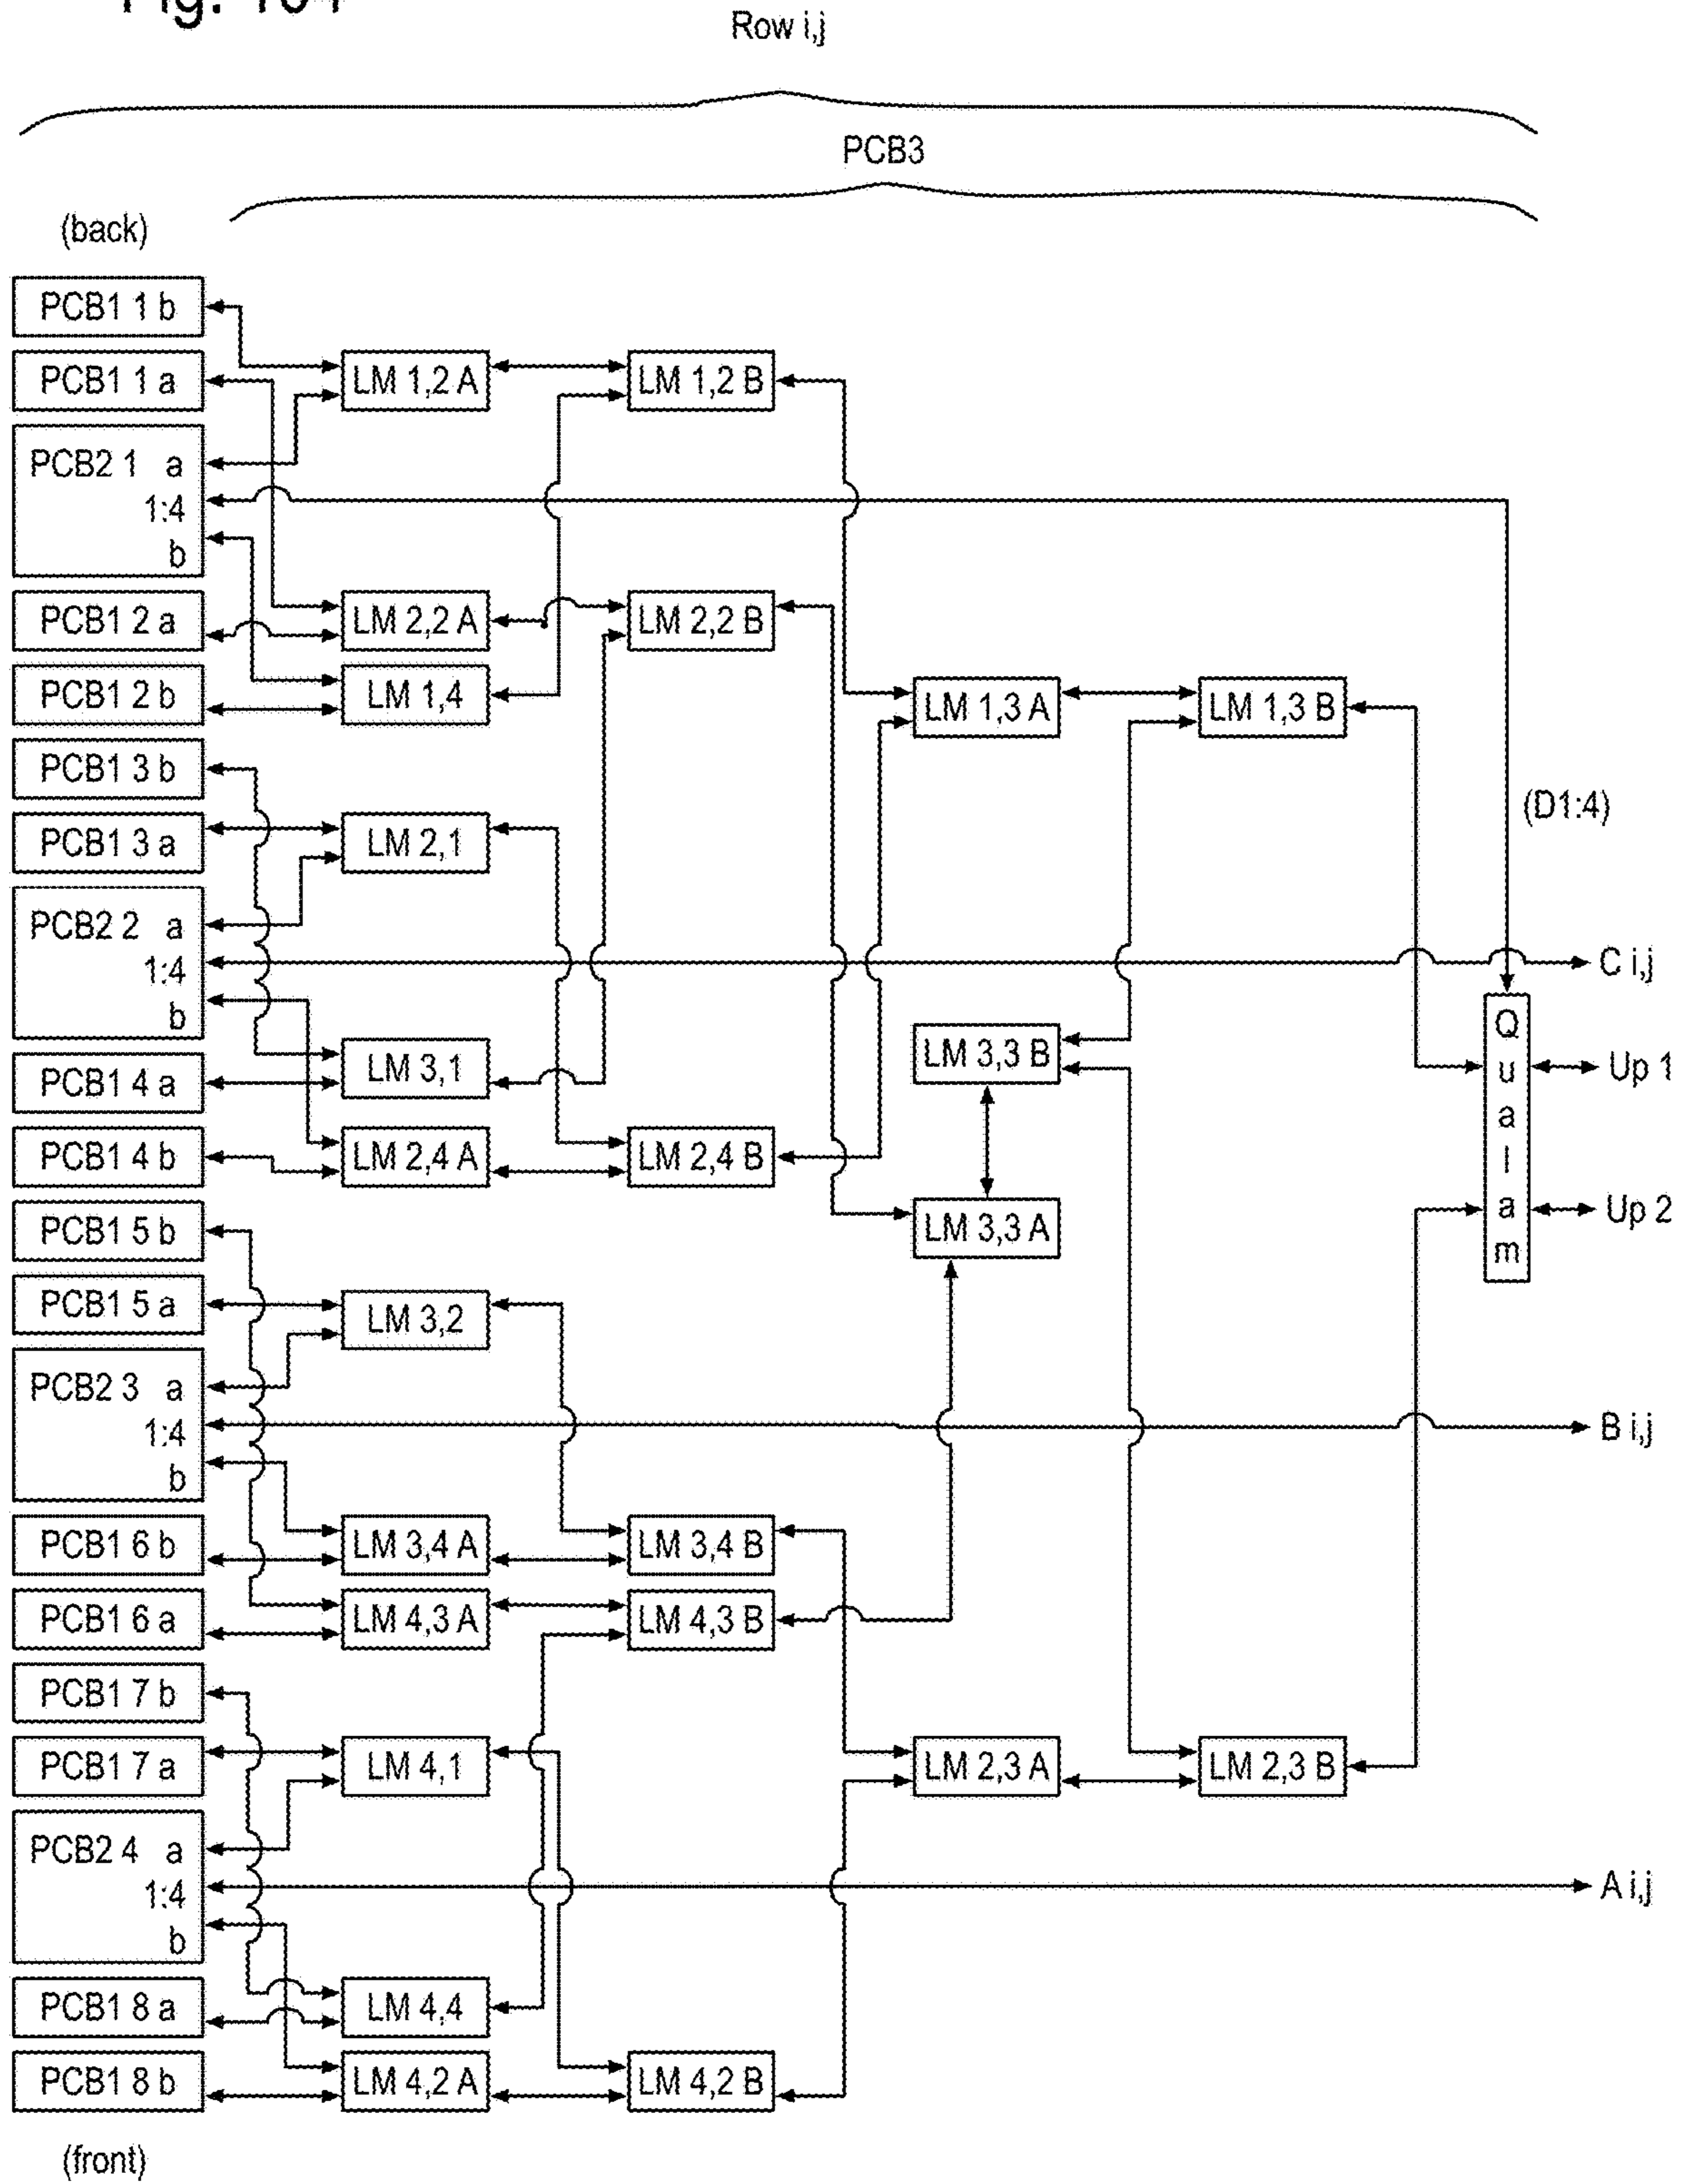 Row i,j
PCB3
(back)
PCB1 1 b
PCB1 1 a
LM 1,2 A
LM 1,2 B
PCB2 1 a
1:4
b
PCB1 2 a
LM 2,2 A
LM 2,2 B
PCB1 2 b
LM 1,4
LM 1,3 A
LM 1,3 B
PCB1 3 b
(D1:4)
PCB1 3 a
LM 2,1
PCB2 2 a
1:4
C i,j
b
LM 3,3 B
Qualam
Up 1
PCB1 4 a
LM 3,1
PCB1 4 b
LM 2,4 A
LM 2,4 B
Up 2
PCB1 5 b
LM 3,3 A
PCB1 5 a
LM 3,2
PCB2 3 a
1:4
B i,j
b
PCB1 6 b
LM 3,4 A
LM 3,4 B
PCB1 6 a
LM 4,3 A
LM 4,3 B
PCB1 7 b
PCB1 7 a
LM 4,1
LM 2,3 A
LM 2,3 B
PCB2 4 a
1:4
A i,j
b
PCB1 8 a
LM 4,4
PCB1 8 b
LM 4,2 A
LM 4,2 B
(front)